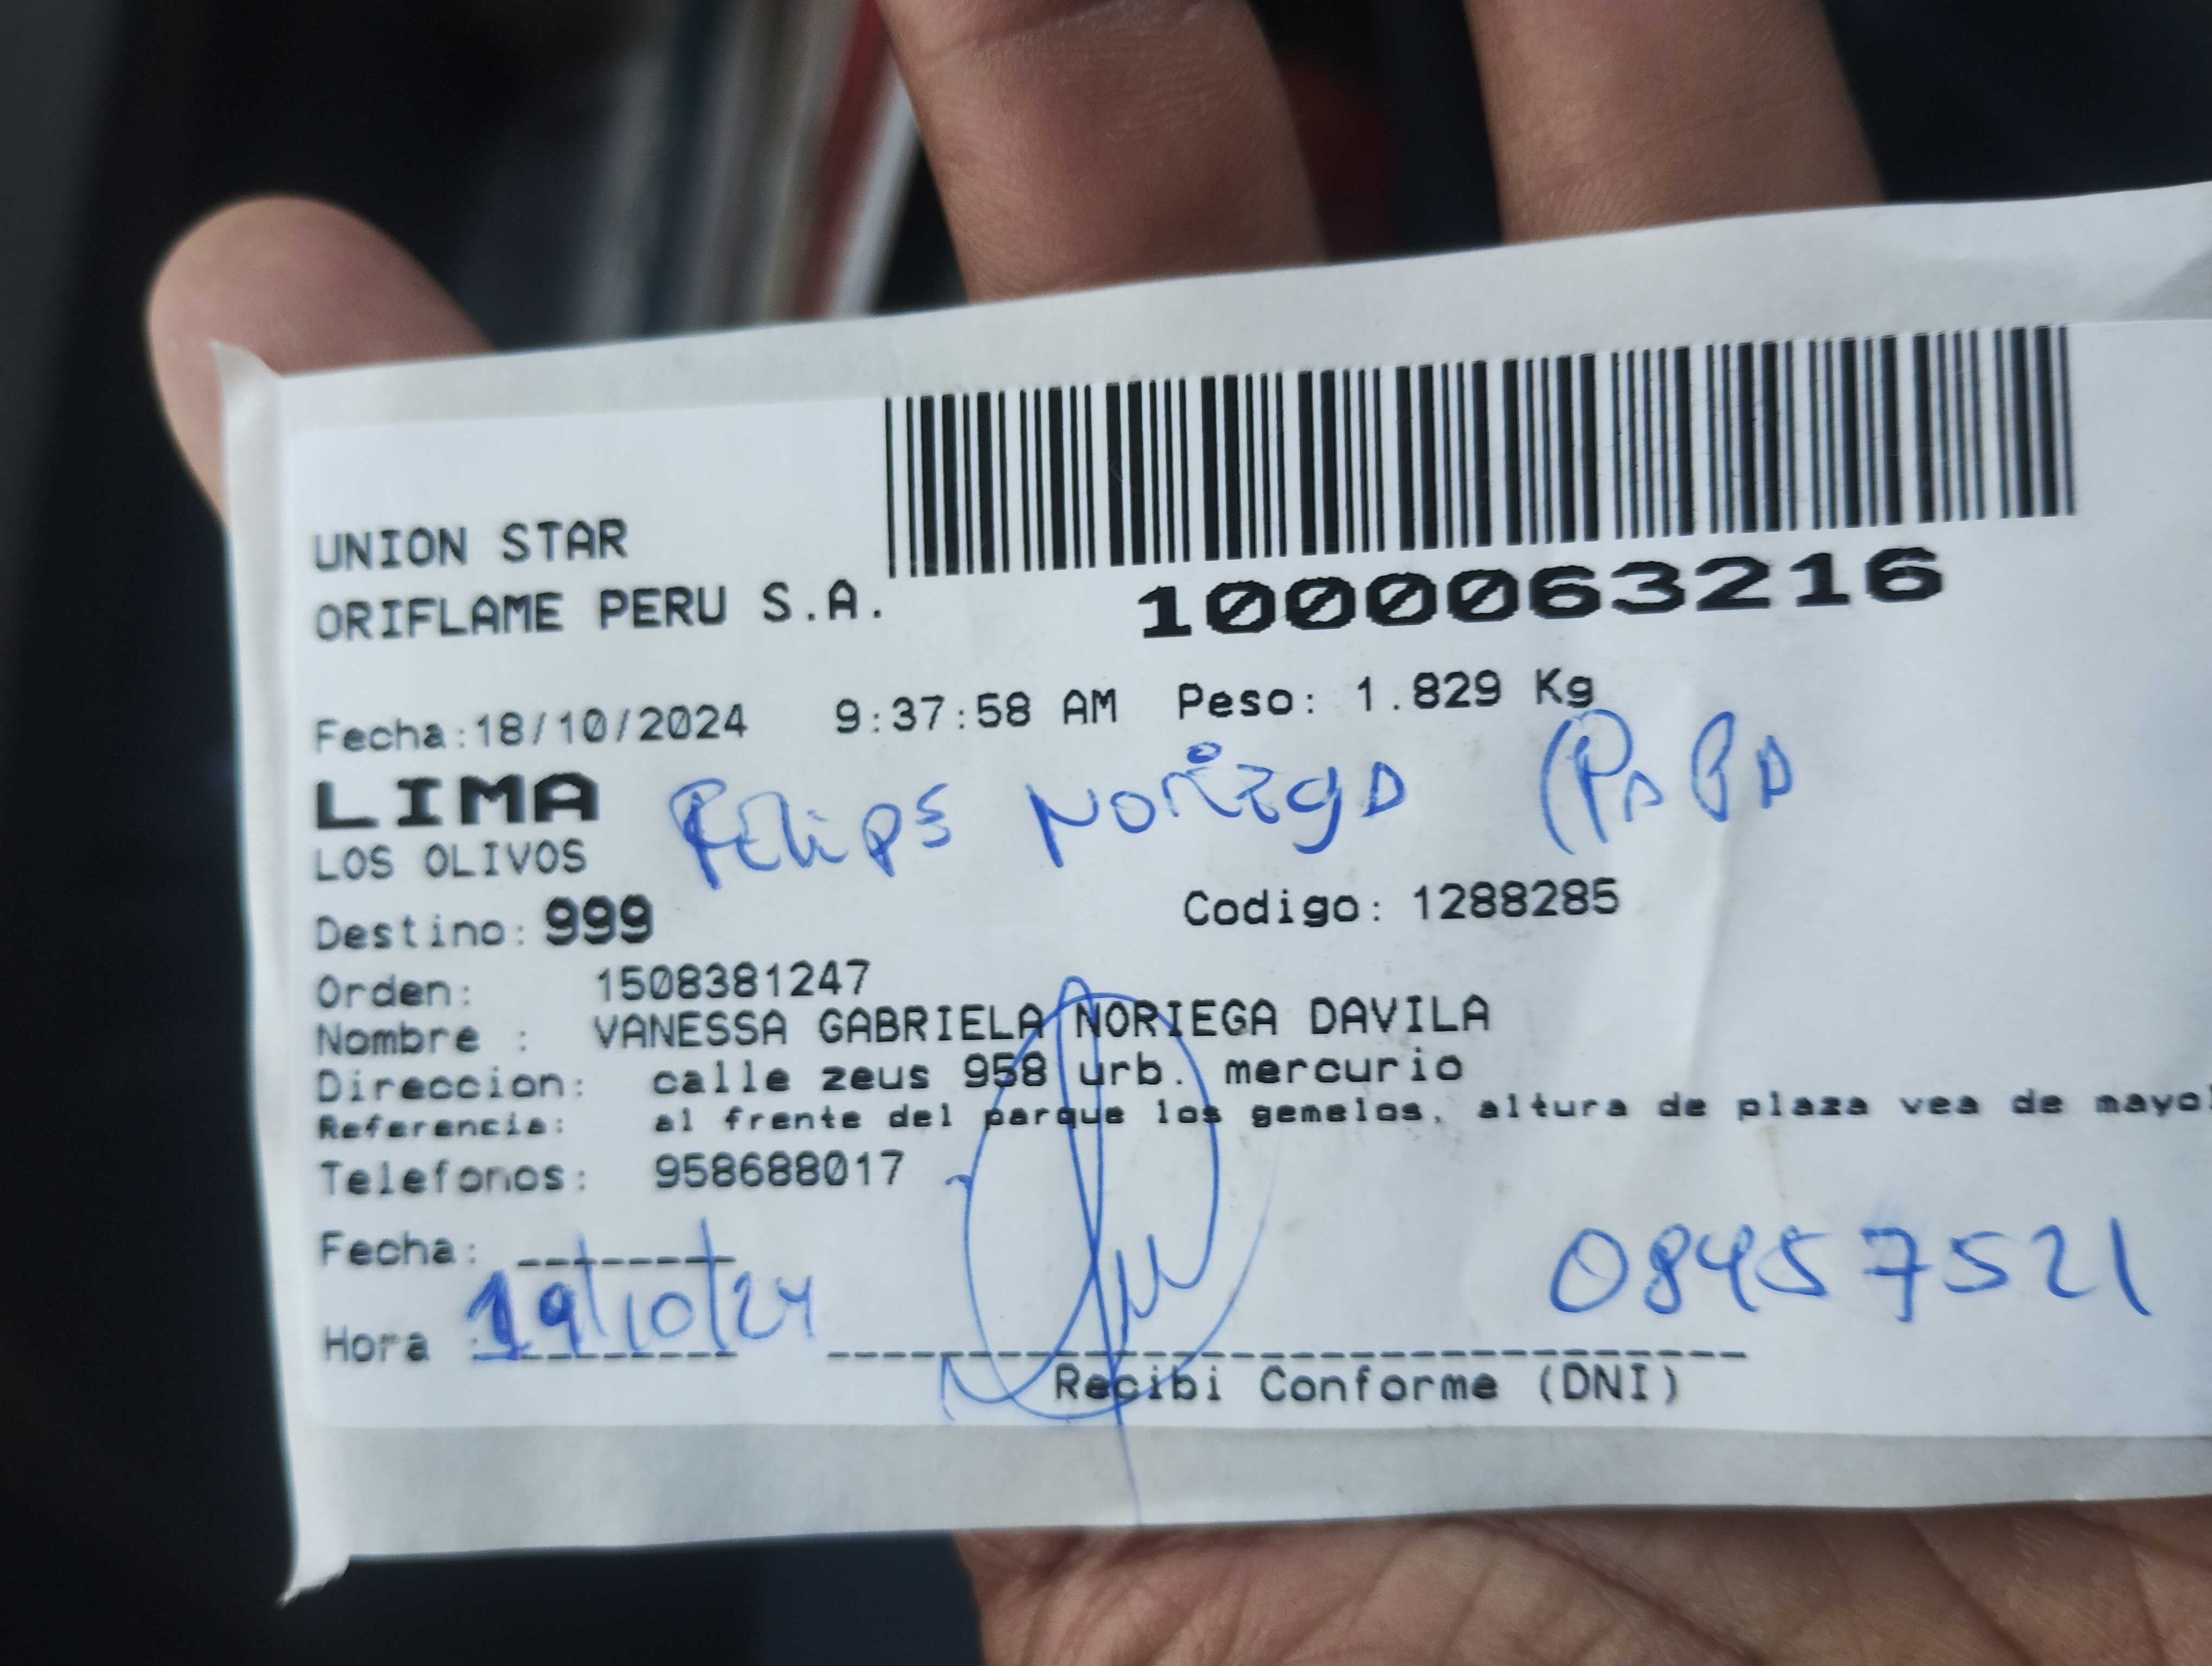 UNION STAR
ORIFLAME PERU S.A.
1000063216
Fecha:18/10/2024 9:37:58 AM Peso: 1.829 Kg
LIMA
Felipe Noriega (PaPa
LOS OLIVOS
Destino: 999 Codigo: 1288285
Orden: 1508381247
Nombre : VANESSA GABRIELA NORIEGA DAVILA
Direccion: calle zeus 958 urb. mercurio
Referencia: al frente del parque los gemelos, altura de plaza vea de mayo
Telefonos: 958688017
Fecha:
19/10/24
08457521
Hora :
Recibi Conforme (DNI)